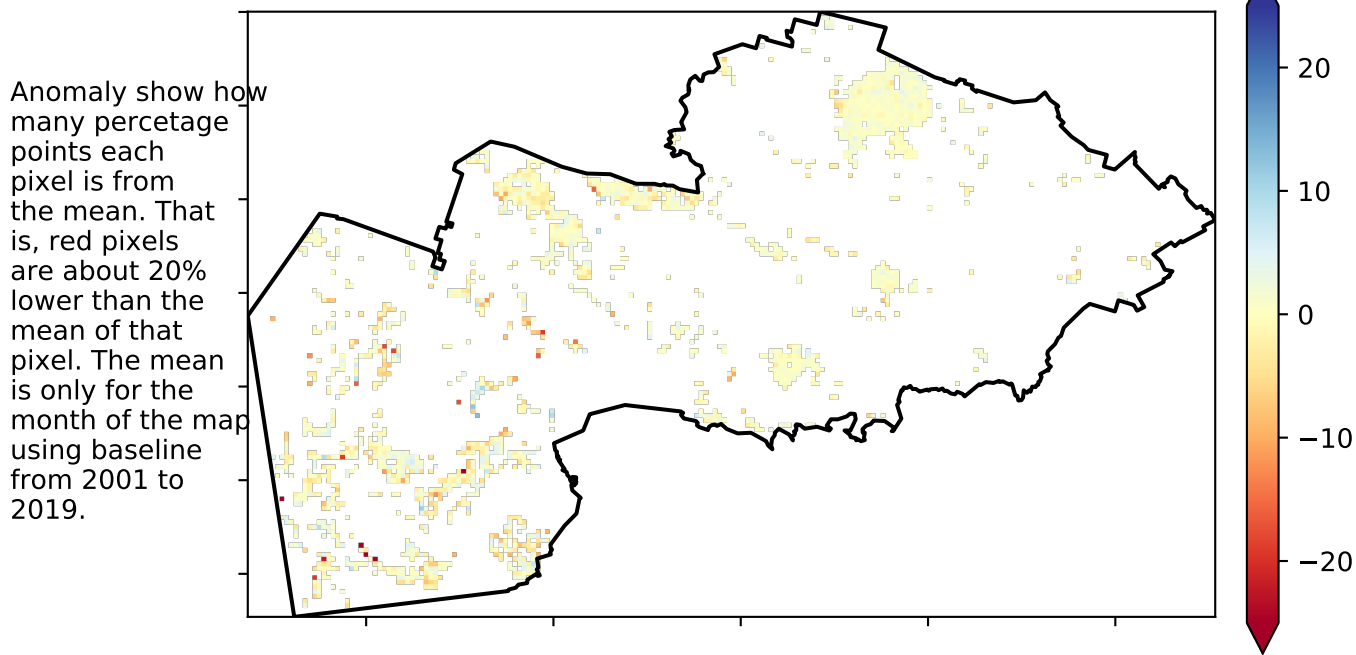 Anomaly show how
many percetage
points each
pixel is from
the mean. That
is, red pixels
are about 20%
lower than the
mean of that
pixel. The mean
is only for the
month of the map
using baseline
from 2001 to
2019.
20
10
0
−10
−20